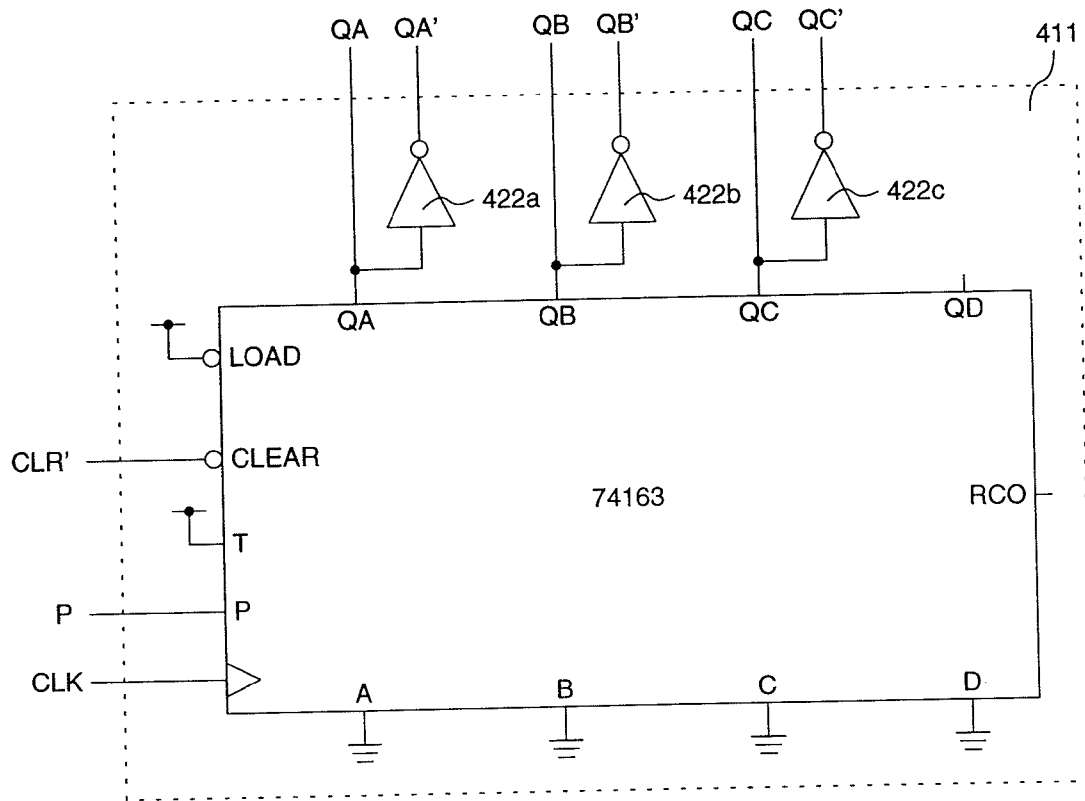 QA QA' QB QB' QC QC'
411
422a 422b 422c
QA QB QC QD
LOAD
CLR' CLEAR
74163 RCO
T
P P
CLK
A B C D